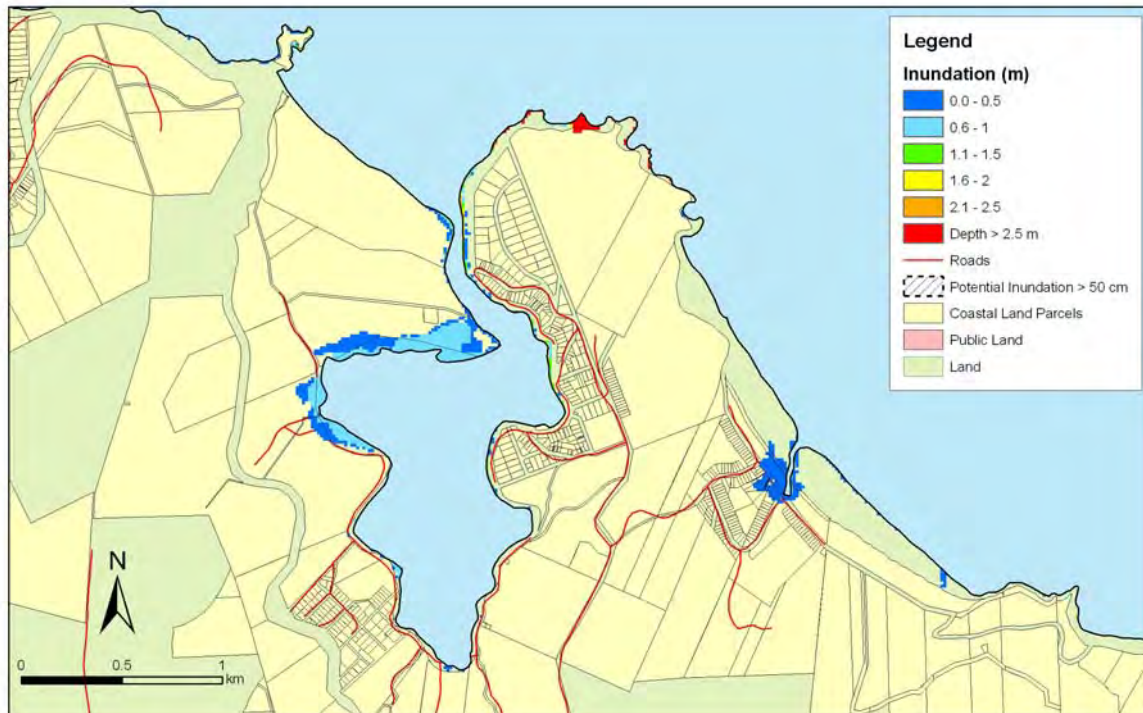 Legend
Inundation (m)
0.0 - 0.5
0.6 - 1
1.1 - 1.5
1.6 - 2
2.1 - 2.5
Depth > 2.5 m
Roads
Potential Inundation > 50 cm
Coastal Land Parcels
Public Land
Land
N
0 0.5 1
km